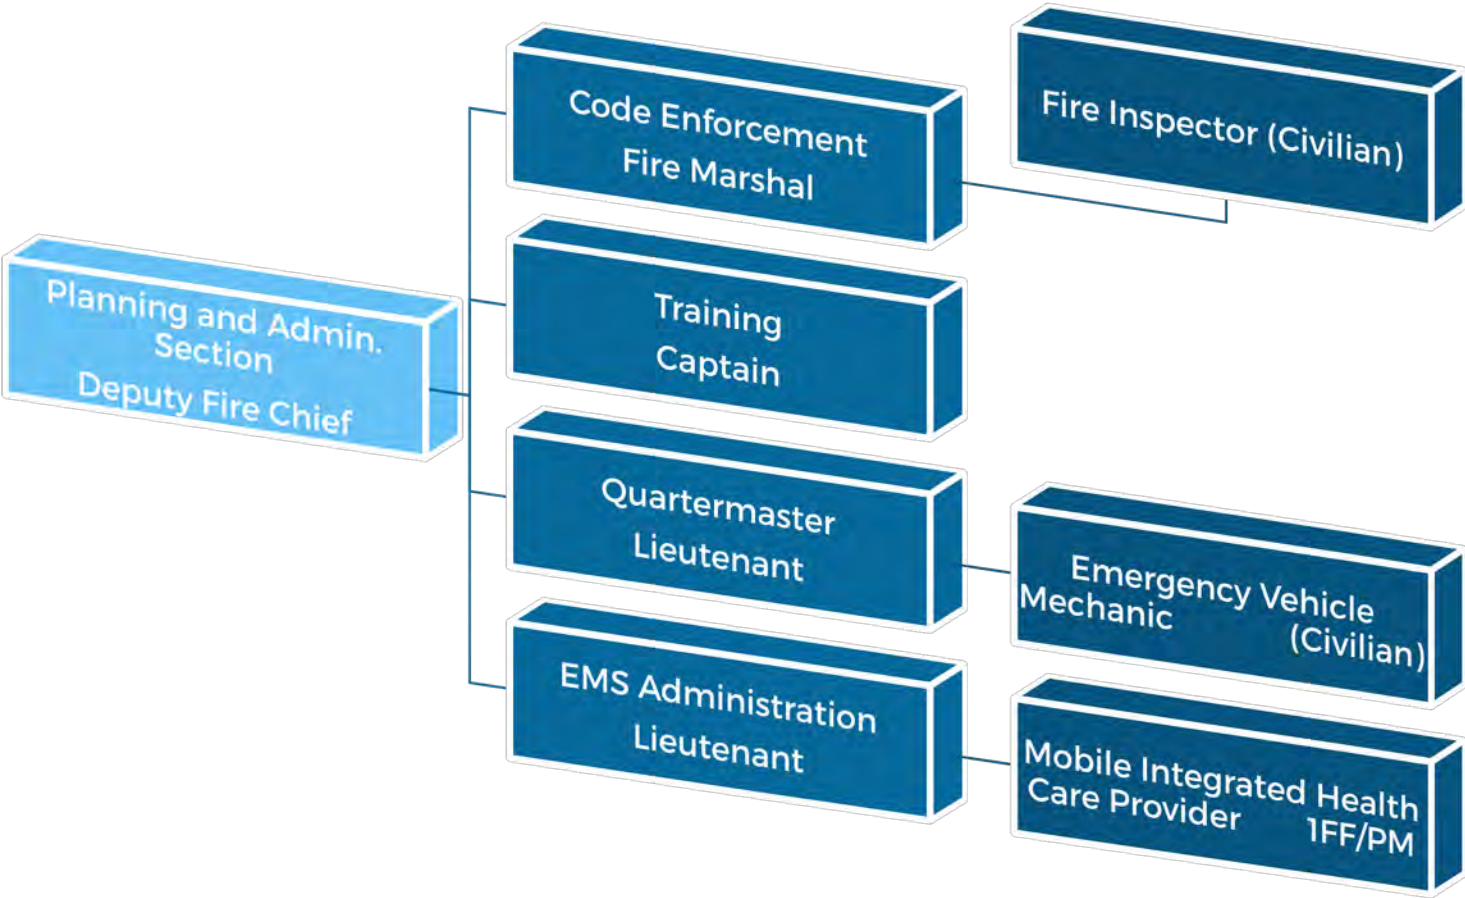 Planning and Admin.
Section
Deputy Fire Chief
Code Enforcement
Fire Marshal
Fire Inspector (Civilian)
Training
Captain
Quartermaster
Lieutenant
Emergency Vehicle
Mechanic (Civilian)
EMS Administration
Lieutenant
Mobile Integrated Health
Care Provider 1FF/PM